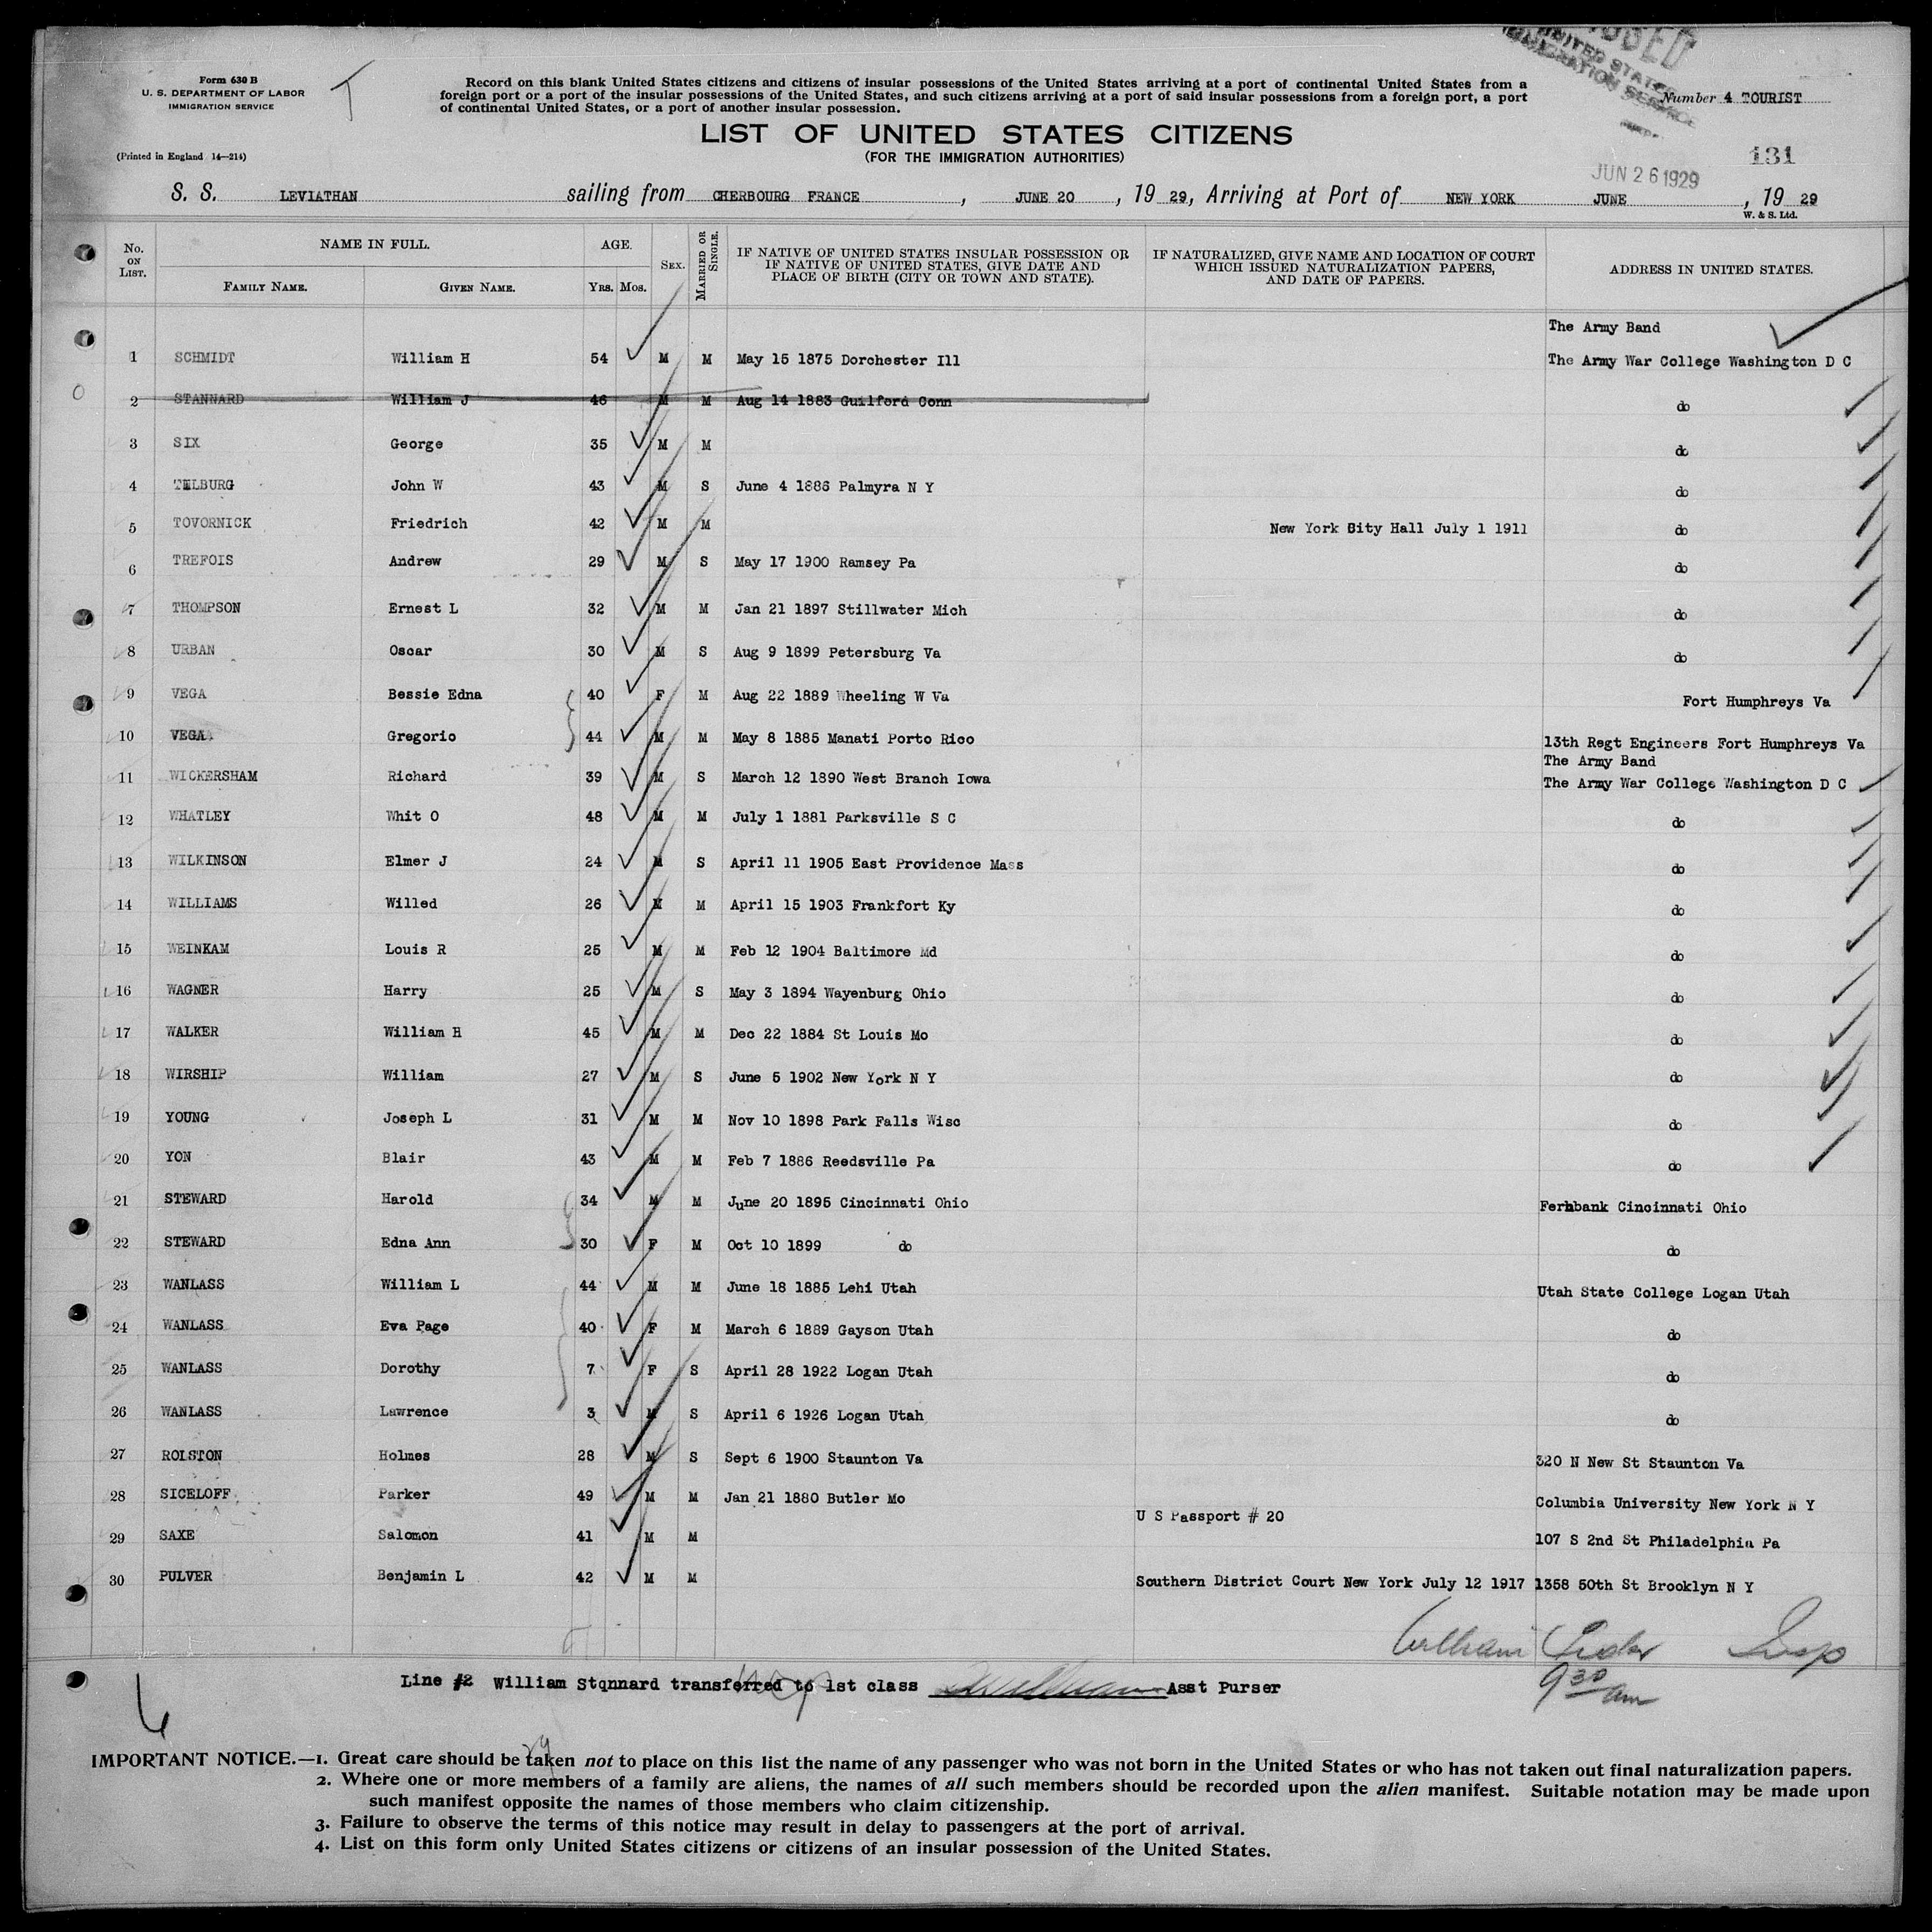 Form 630 B
U. S. DEPARTMENT OF LABOR
IMMIGRATION SERVICE
(Printed in England 14—214)
Record on this blank United States citizens and citizens of insular possessions of the United States arriving at a port of continental United States from a
foreign port or a port of the insular possessions of the United States, and such citizens arriving at a port of said insular possessions from a foreign port, a port
of continental United States, or a port of another insular possession.
UNITED STATES
IMMIGRATION SERVICE
Number 4 TOURIST
LIST OF UNITED STATES CITIZENS
(FOR THE IMMIGRATION AUTHORITIES)
131
JUN 26 1929
S. S. LEVIATHAN sailing from CHERBOURG FRANCE, JUNE 20, 19 29, Arriving at Port of NEW YORK JUNE, 19 29
W. & S. Ltd.
No. ON LIST. NAME IN FULL. FAMILY NAME. GIVEN NAME. AGE. YRS. MOS. SEX. MARRIED OR SINGLE. IF NATIVE OF UNITED STATES INSULAR POSSESSION OR IF NATIVE OF UNITED STATES, GIVE DATE AND PLACE OF BIRTH (CITY OR TOWN AND STATE). IF NATURALIZED, GIVE NAME AND LOCATION OF COURT WHICH ISSUED NATURALIZATION PAPERS, AND DATE OF PAPERS. ADDRESS IN UNITED STATES.
The Army Band
1 SCHMIDT William H 54 M M May 15 1875 Dorchester Ill The Army War College Washington D C
2 STANNARD William J 46 M M Aug 14 1883 Guilford Conn do
3 SIX George 35 M M do
4 TELBURG John W 43 M S June 4 1886 Palmyra N Y do
5 TOVORNICK Friedrich 42 M M New York City Hall July 1 1911 do
6 TREFOIS Andrew 29 M S May 17 1900 Ramsey Pa do
7 THOMPSON Ernest L 32 M M Jan 21 1897 Stillwater Mich do
8 URBAN Oscar 30 M S Aug 9 1899 Petersburg Va do
9 VEGA Bessie Edna 40 F M Aug 22 1889 Wheeling W Va Fort Humphreys Va
10 VEGA Gregorio 44 M M May 8 1885 Manati Porto Rico 13th Regt Engineers Fort Humphreys Va
The Army Band
11 WICKERSHAM Richard 39 M S March 12 1890 West Branch Iowa The Army War College Washington D C
12 WHATLEY Whit O 48 M M July 1 1881 Parksville S C do
13 WILKINSON Elmer J 24 M S April 11 1905 East Providence Mass do
14 WILLIAMS Willed 26 M M April 15 1903 Frankfort Ky do
15 WEINKAM Louis R 25 M M Feb 12 1904 Baltimore Md do
16 WAGNER Harry 25 M S May 3 1894 Wayenburg Ohio do
17 WALKER William H 45 M M Dec 22 1884 St Louis Mo do
18 WIRSHIP William 27 M S June 5 1902 New York N Y do
19 YOUNG Joseph L 31 M M Nov 10 1898 Park Falls Wisc do
20 YON Blair 43 M M Feb 7 1886 Reedsville Pa do
21 STEWARD Harold 34 M M June 20 1895 Cincinnati Ohio Fernbank Cincinnati Ohio
22 STEWARD Edna Ann 30 F M Oct 10 1899 do do
23 WANLASS William L 44 M M June 18 1885 Lehi Utah Utah State College Logan Utah
24 WANLASS Eva Page 40 F M March 6 1889 Gayson Utah do
25 WANLASS Dorothy 7 F S April 28 1922 Logan Utah do
26 WANLASS Lawrence 3 M S April 6 1926 Logan Utah do
27 ROLSTON Holmes 28 M S Sept 6 1900 Staunton Va 320 N New St Staunton Va
28 SICELOFF Parker 49 M M Jan 21 1880 Butler Mo Columbia University New York N Y
29 SAXE Salomon 41 M M U S Passport # 20 107 S 2nd St Philadelphia Pa
30 PULVER Benjamin L 42 M M Southern District Court New York July 12 1917 1358 50th St Brooklyn N Y
William Insp
9 30 am
Line #2 William Stqnnard transferred to 1st class Asst Purser
IMPORTANT NOTICE.—1. Great care should be taken not to place on this list the name of any passenger who was not born in the United States or who has not taken out final naturalization papers.
2. Where one or more members of a family are aliens, the names of all such members should be recorded upon the alien manifest. Suitable notation may be made upon
such manifest opposite the names of those members who claim citizenship.
3. Failure to observe the terms of this notice may result in delay to passengers at the port of arrival.
4. List on this form only United States citizens or citizens of an insular possession of the United States.